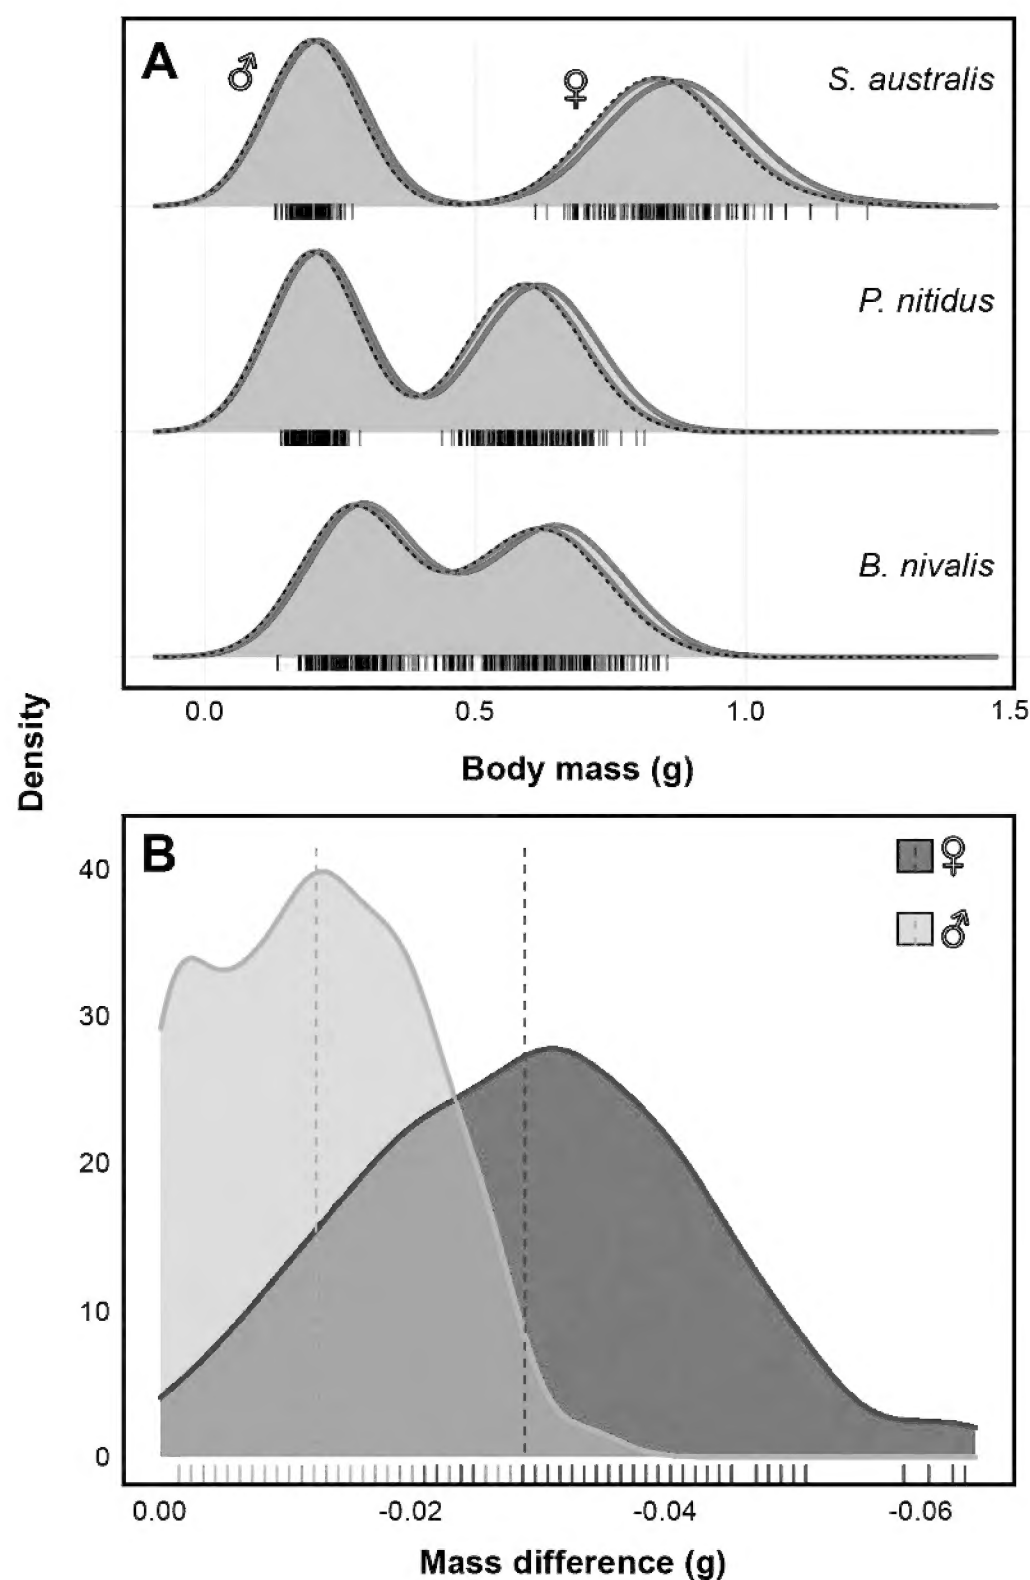 A
♂
♀
S. australis
P. nitidus
B. nivalis
0.0 0.5 1.0 1.5
Body mass (g)
Density
B
♀
♂
40
30
20
10
0
0.00 -0.02 -0.04 -0.06
Mass difference (g)